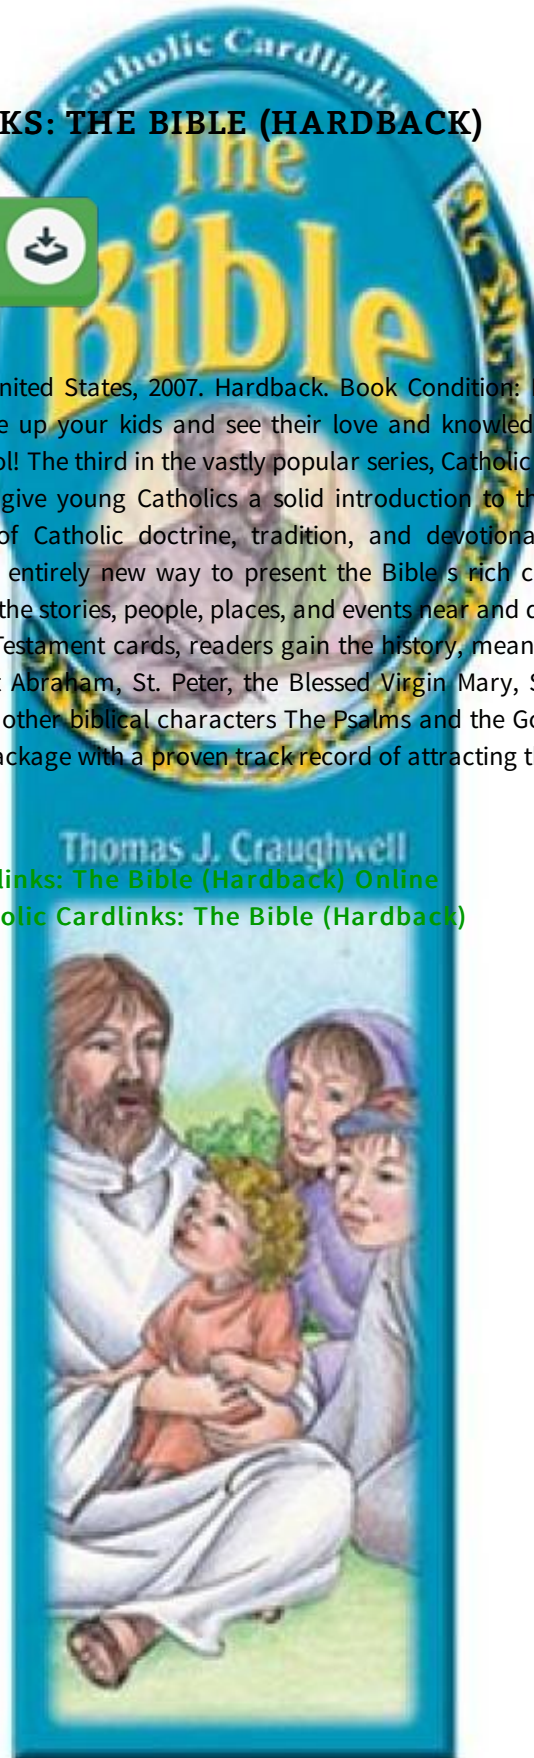 Catholic Cardlinks
KS: THE BIBLE (HARDBACK)
The
Bible
nited States, 2007. Hardback. Book Condition:
e up your kids and see their love and knowled
ol! The third in the vastly popular series, Catholic
give young Catholics a solid introduction to th
of Catholic doctrine, tradition, and devotiona
entirely new way to present the Bible s rich c
the stories, people, places, and events near and d
Testament cards, readers gain the history, mean
t Abraham, St. Peter, the Blessed Virgin Mary, S
other biblical characters The Psalms and the Go
ackage with a proven track record of attracting t
Thomas J. Craughwell
links: The Bible (Hardback) Online
olic Cardlinks: The Bible (Hardback)